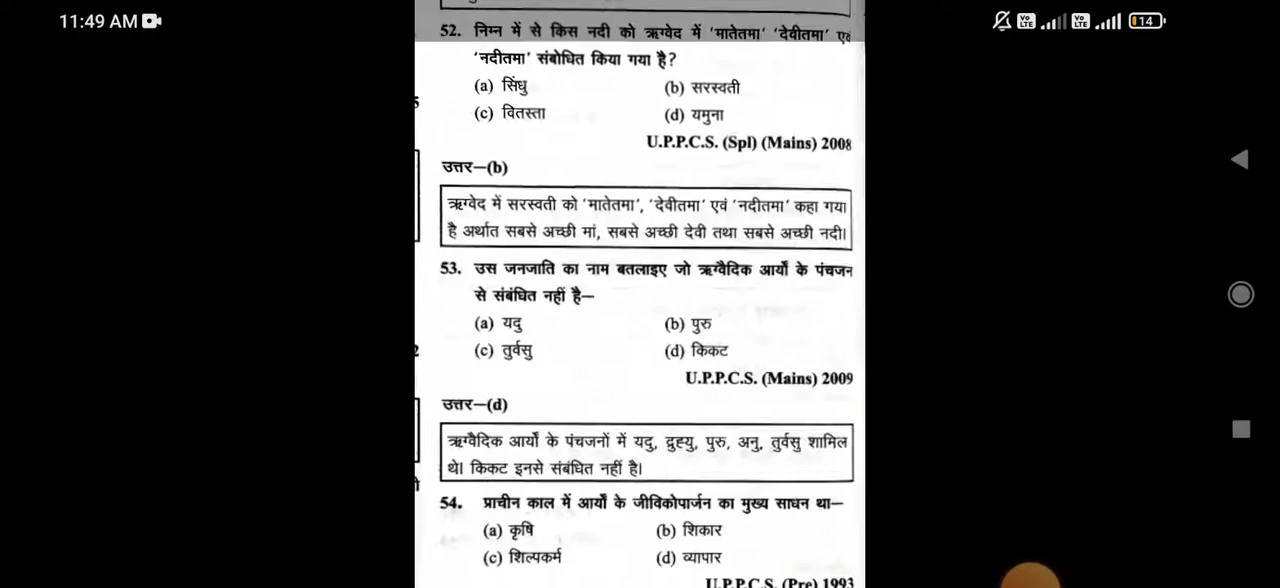 11:49 AM
14
52. निम्न में से किस नदी को ऋग्वेद में 'मातेतमा' 'देवीतमा' एवं
'नदीतमा' संबोधित किया गया है?
(a) सिंधु (b) सरस्वती
(c) वितस्ता (d) यमुना
U.P.P.C.S. (Spl) (Mains) 2008
उत्तर—(b)
ऋग्वेद में सरस्वती को 'मातेतमा', 'देवीतमा' एवं 'नदीतमा' कहा गया
है अर्थात सबसे अच्छी मां, सबसे अच्छी देवी तथा सबसे अच्छी नदी।
53. उस जनजाति का नाम बतलाइए जो ऋग्वैदिक आर्यों के पंचजन
से संबंधित नहीं है—
(a) यदु (b) पुरु
(c) तुर्वसु (d) किकट
U.P.P.C.S. (Mains) 2009
उत्तर—(d)
ऋग्वैदिक आर्यों के पंचजनों में यदु, द्रुह्यु, पुरु, अनु, तुर्वसु शामिल
थे। किकट इनसे संबंधित नहीं है।
54. प्राचीन काल में आर्यों के जीविकोपार्जन का मुख्य साधन था—
(a) कृषि (b) शिकार
(c) शिल्पकर्म (d) व्यापार
U.P.P.C.S. (Pre) 1993